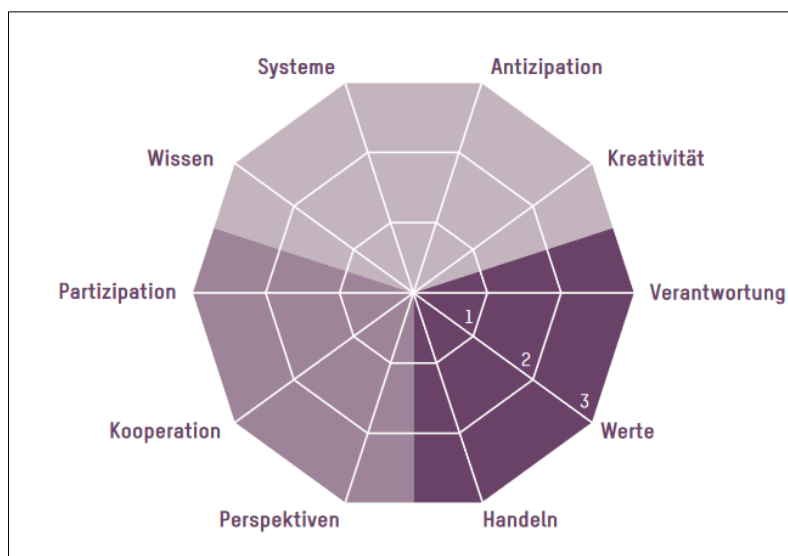 Systeme
Antizipation
Wissen
Kreativität
Partizipation
Verantwortung
1
2
3
Kooperation
Werte
Perspektiven
Handeln